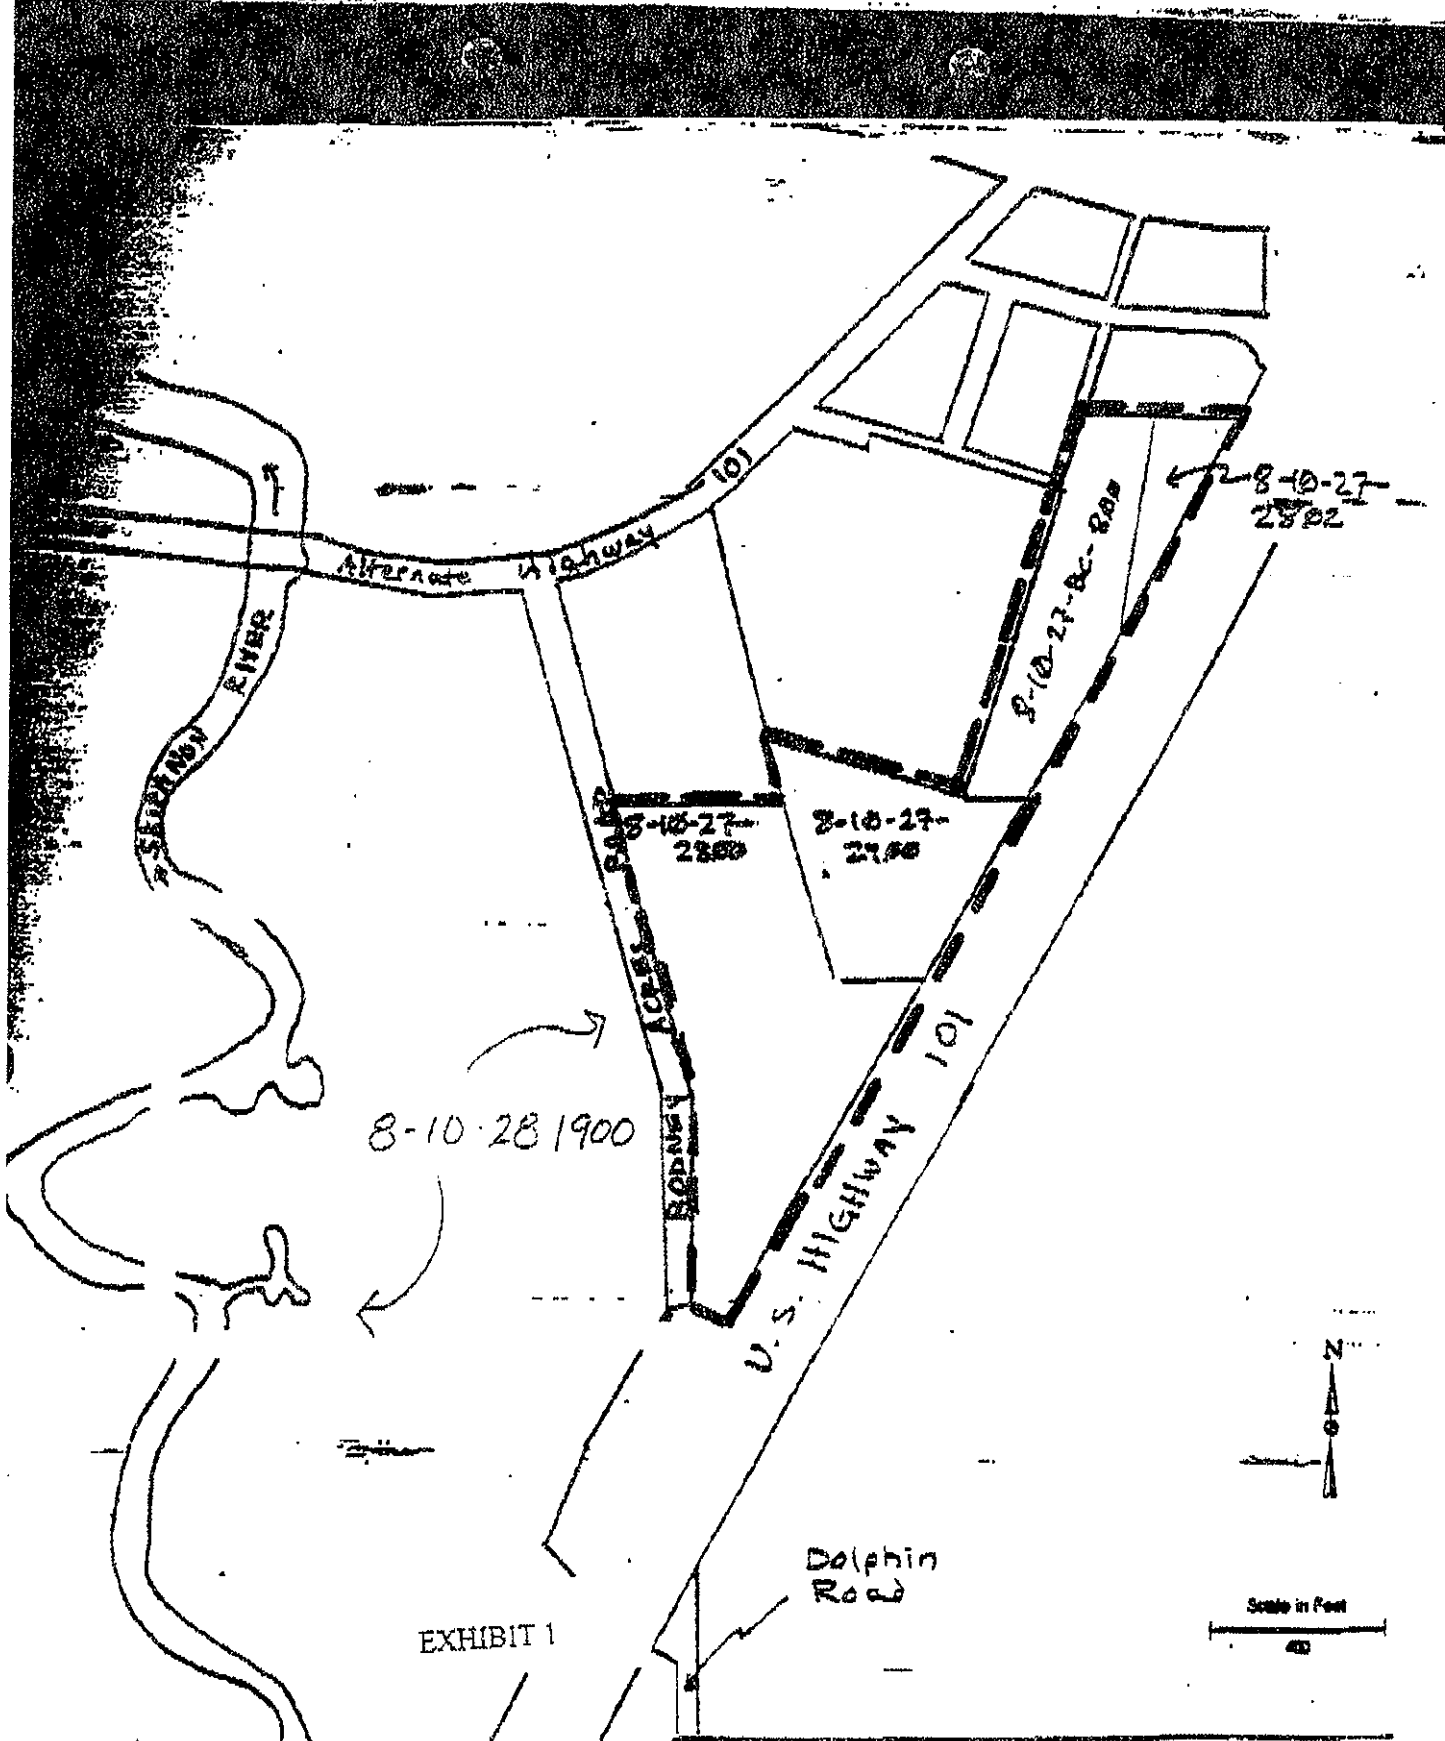 101
Highway
Alternate
8-10-27-
2802
8-10-27-BC-800
RIVER
SKIPANON
ROAD
8-10-27-
2800
8-10-27-
2900
ACRES
101
8-10-28 1900
RODNEY
HIGHWAY
U.S.
N
Dolphin
Road
Scale in Feet
400
EXHIBIT 1